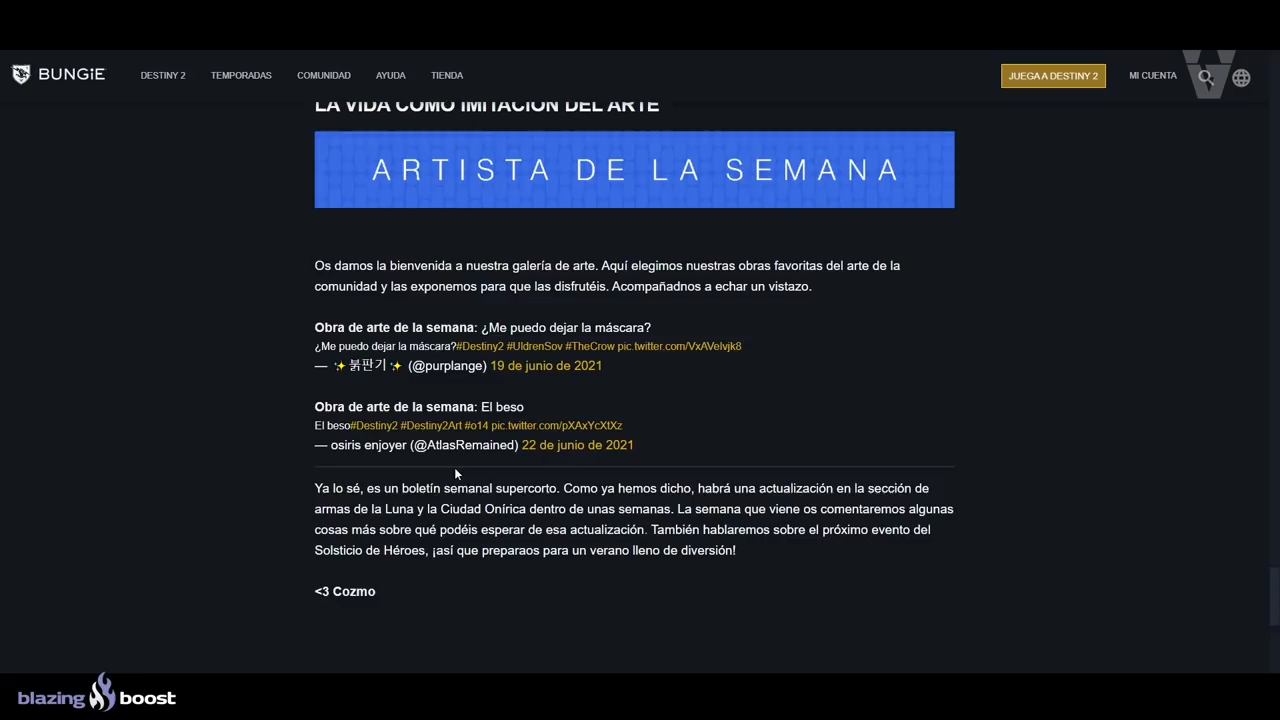 BUNGiE
DESTINY 2 TEMPORADAS COMUNIDAD AYUDA TIENDA JUEGA A DESTINY 2 MI CUENTA
LA VIDA COMO IMITACIÓN DEL ARTE
ARTISTA DE LA SEMANA
Os damos la bienvenida a nuestra galería de arte. Aquí elegimos nuestras obras favoritas del arte de la
comunidad y las exponemos para que las disfrutéis. Acompañadnos a echar un vistazo.
Obra de arte de la semana: ¿Me puedo dejar la máscara?
¿Me puedo dejar la máscara?#Destiny2 #UldrenSov #TheCrow pic.twitter.com/VxAVeIvjk8
— ✨붉판기✨ (@purplange) 19 de junio de 2021
Obra de arte de la semana: El beso
El beso#Destiny2 #Destiny2Art #o14 pic.twitter.com/pXAxYcXtXz
— osiris enjoyer (@AtlasRemained) 22 de junio de 2021
Ya lo sé, es un boletín semanal supercorto. Como ya hemos dicho, habrá una actualización en la sección de
armas de la Luna y la Ciudad Onírica dentro de unas semanas. La semana que viene os comentaremos algunas
cosas más sobre qué podéis esperar de esa actualización. También hablaremos sobre el próximo evento del
Solsticio de Héroes, ¡así que preparaos para un verano lleno de diversión!
<3 Cozmo
blazing boost